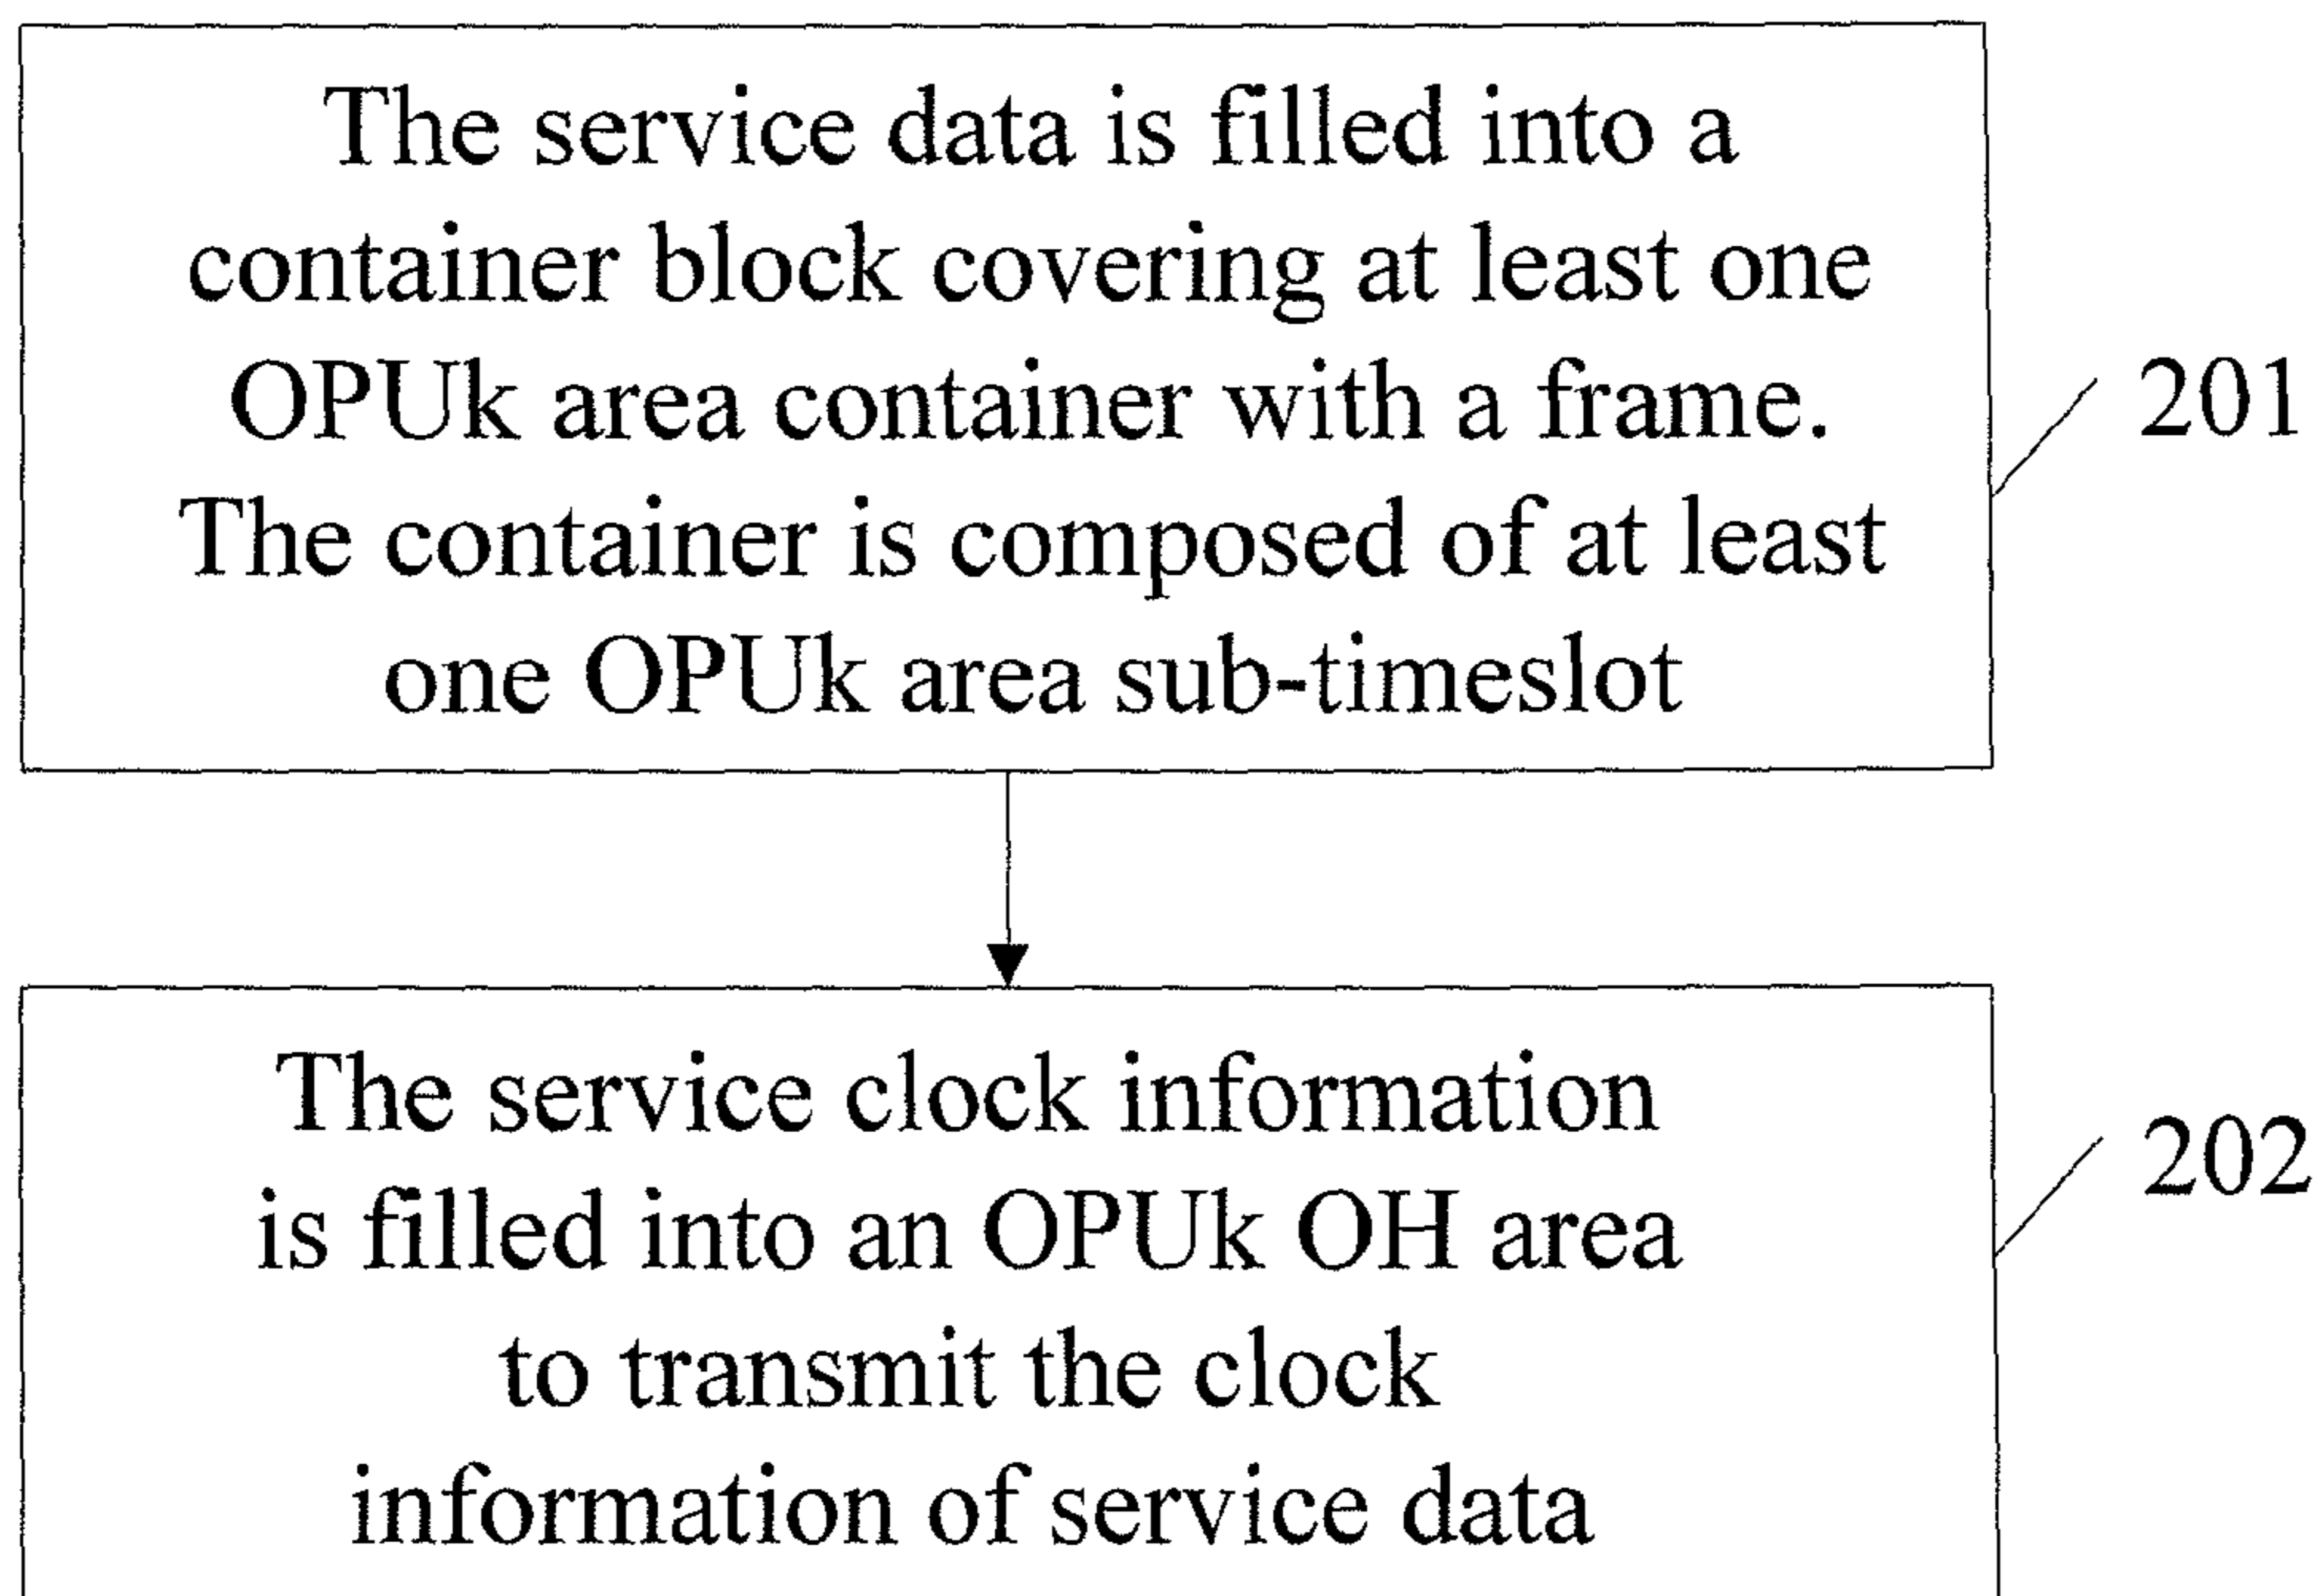 The service data is filled into a
container block covering at least one
OPUk area container with a frame.
The container is composed of at least
one OPUk area sub-timeslot
201
The service clock information
is filled into an OPUk OH area
to transmit the clock
information of service data
202